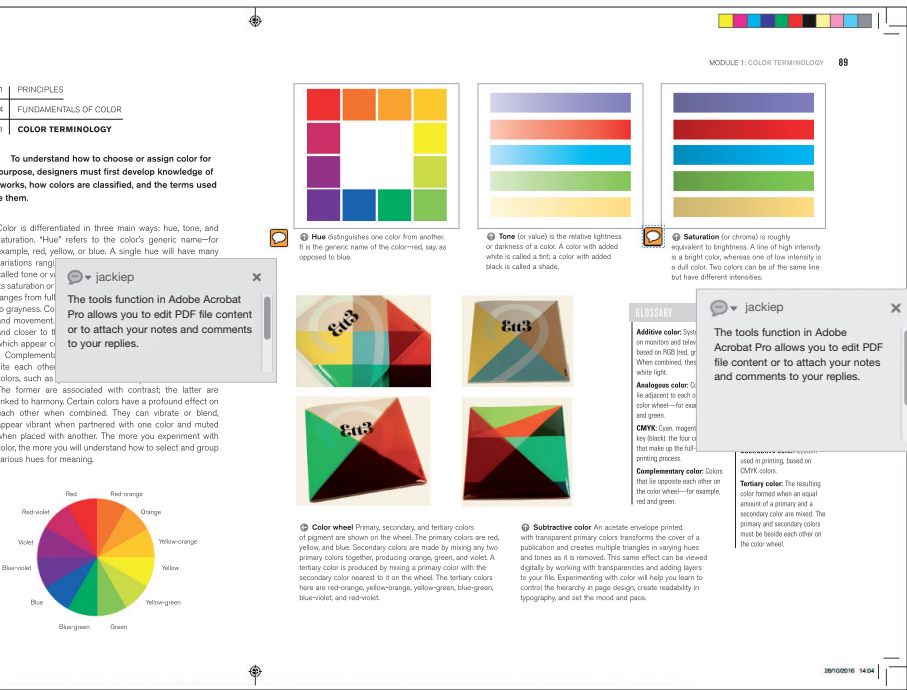 MODULE 1: COLOR TERMINOLOGY 89
1 PRINCIPLES
4 FUNDAMENTALS OF COLOR
1 COLOR TERMINOLOGY
To understand how to choose or assign color for
purpose, designers must first develop knowledge of
works, how colors are classified, and the terms used
e them.
Color is differentiated in three main ways: hue, tone, and
saturation. “Hue” refers to the color’s generic name—for
example, red, yellow, or blue. A single hue will have many
variations rangi
called tone or va
its saturation or
ranges from full
to grayness. Co
and movement.
and closer to th
which appear co
Complementa
site each other
colors, such as
The former are associated with contrast; the latter are
linked to harmony. Certain colors have a profound effect on
each other when combined. They can vibrate or blend,
appear vibrant when partnered with one color and muted
when placed with another. The more you experiment with
color, the more you will understand how to select and group
various hues for meaning.
jackiep
The tools function in Adobe Acrobat
Pro allows you to edit PDF file content
or to attach your notes and comments
to your replies.
Red
Red-orange
Red-violet
Orange
Violet
Yellow-orange
Blue-violet
Yellow
Blue
Yellow-green
Blue-green
Green
Hue distinguishes one color from another.
It is the generic name of the color—red, say, as
opposed to blue.
Tone (or value) is the relative lightness
or darkness of a color. A color with added
white is called a tint; a color with added
black is called a shade.
Saturation (or chroma) is roughly
equivalent to brightness. A line of high intensity
is a bright color, whereas one of low intensity is
a dull color. Two colors can be of the same line
but have different intensities.
Ett3
Ett3
Ett3
GLOSSARY
Additive color: Syst
on monitors and telev
based on RGB (red, gr
When combined, thes
white light.
Analogous color: Co
lie adjacent to each o
color wheel—for exa
and green.
CMYK: Cyan, magent
key (black): the four c
that make up the full-
printing process.
Complementary color: Colors
that lie opposite each other on
the color wheel—for example,
red and green.
jackiep
The tools function in Adobe
Acrobat Pro allows you to edit PDF
file content or to attach your notes
and comments to your replies.
used in printing, based on
CMYK colors.
Tertiary color: The resulting
color formed when an equal
amount of a primary and a
secondary color are mixed. The
primary and secondary colors
must be beside each other on
the color wheel.
Color wheel Primary, secondary, and tertiary colors
of pigment are shown on the wheel. The primary colors are red,
yellow, and blue. Secondary colors are made by mixing any two
primary colors together, producing orange, green, and violet. A
tertiary color is produced by mixing a primary color with the
secondary color nearest to it on the wheel. The tertiary colors
here are red-orange, yellow-orange, yellow-green, blue-green,
blue-violet, and red-violet.
Subtractive color An acetate envelope printed
with transparent primary colors transforms the cover of a
publication and creates multiple triangles in varying hues
and tones as it is removed. This same effect can be viewed
digitally by working with transparencies and adding layers
to your file. Experimenting with color will help you learn to
control the hierarchy in page design, create readability in
typography, and set the mood and pace.
28/10/2016 14:04